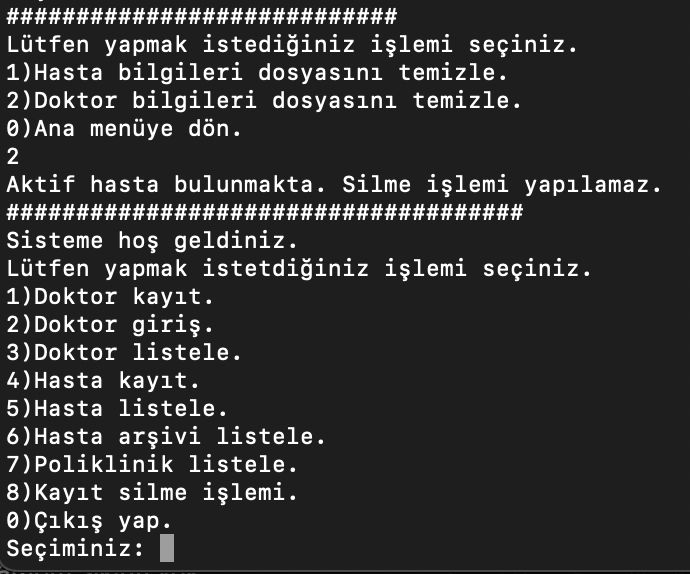 ############################
Lütfen yapmak istediğiniz işlemi seçiniz.
1)Hasta bilgileri dosyasını temizle.
2)Doktor bilgileri dosyasını temizle.
0)Ana menüye dön.
2
Aktif hasta bulunmakta. Silme işlemi yapılamaz.
#####################################
Sisteme hoş geldiniz.
Lütfen yapmak istetdiğiniz işlemi seçiniz.
1)Doktor kayıt.
2)Doktor giriş.
3)Doktor listele.
4)Hasta kayıt.
5)Hasta listele.
6)Hasta arşivi listele.
7)Poliklinik listele.
8)Kayıt silme işlemi.
0)Çıkış yap.
Seçiminiz: